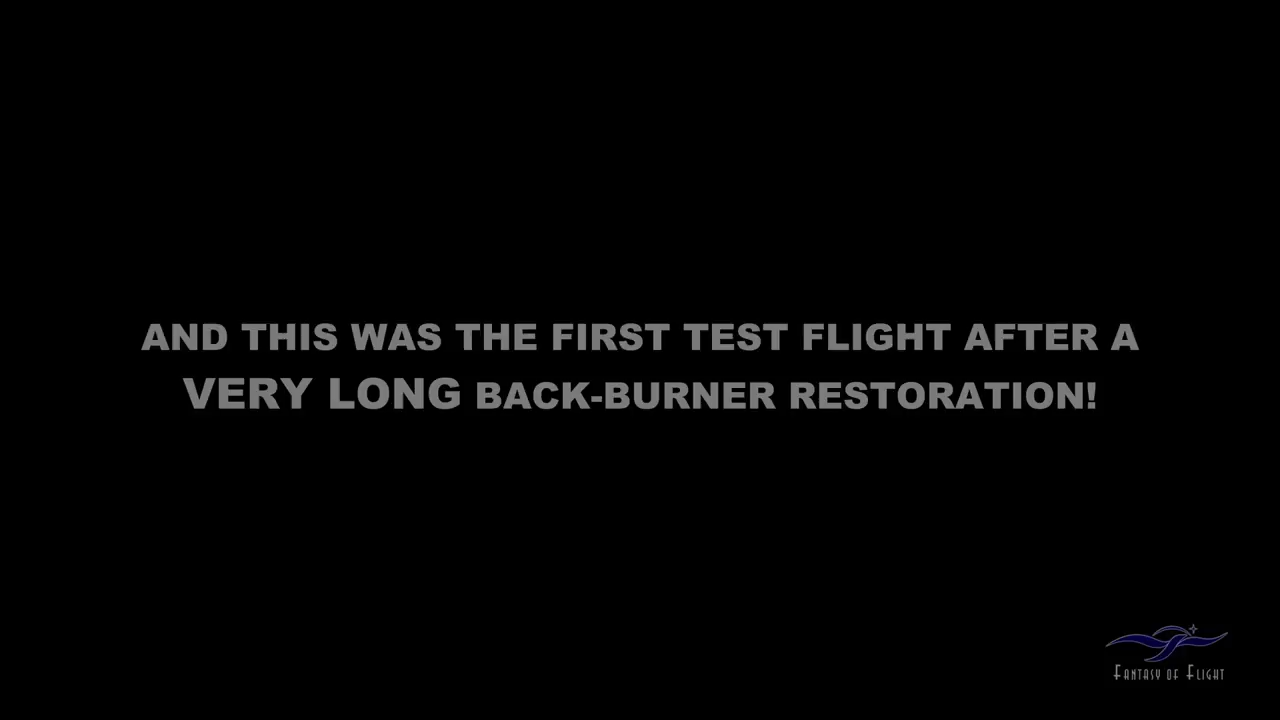 AND THIS WAS THE FIRST TEST FLIGHT AFTER A
VERY LONG BACK-BURNER RESTORATION!
FANTASY OF FLIGHT